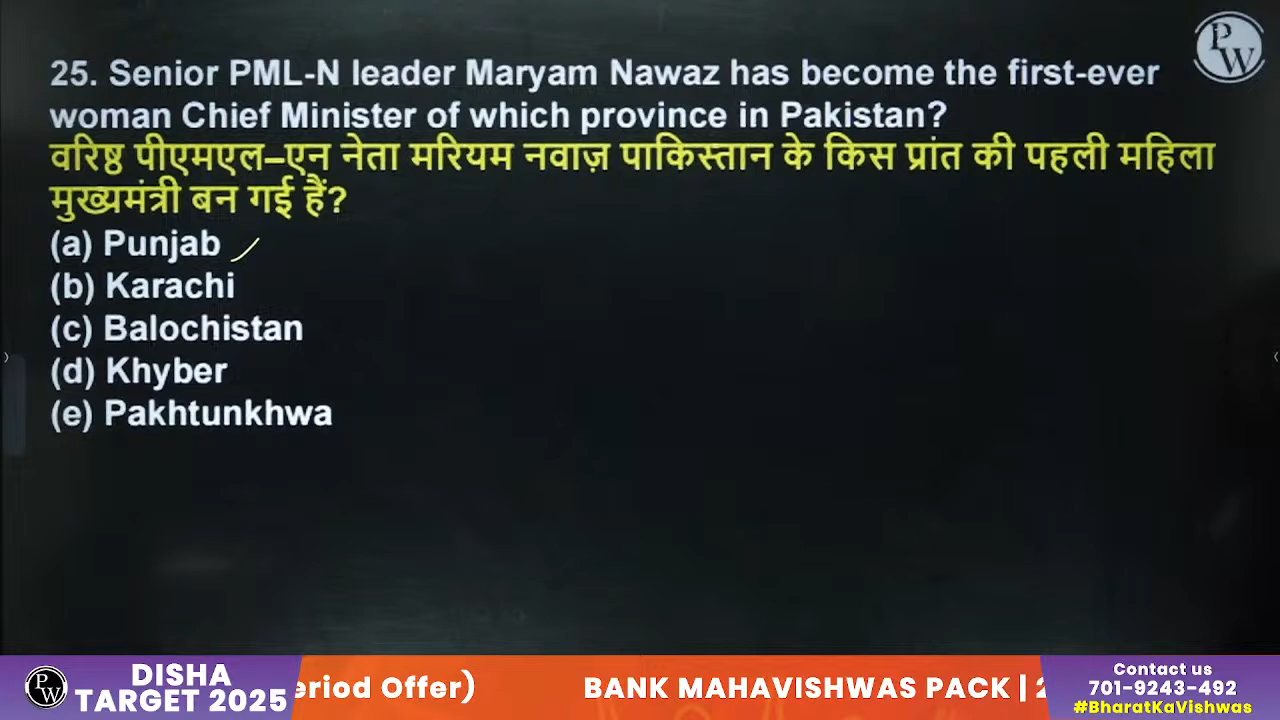 PW
25. Senior PML-N leader Maryam Nawaz has become the first-ever
woman Chief Minister of which province in Pakistan?
वरिष्ठ पीएमएल–एन नेता मरियम नवाज़ पाकिस्तान के किस प्रांत की पहली महिला
मुख्यमंत्री बन गई हैं?
(a) Punjab
(b) Karachi
(c) Balochistan
(d) Khyber
(e) Pakhtunkhwa
PW
DISHA
TARGET 2025
eriod Offer)
BANK MAHAVISHWAS PACK | 2
Contact us
701-9243-492
#BharatKaVishwas